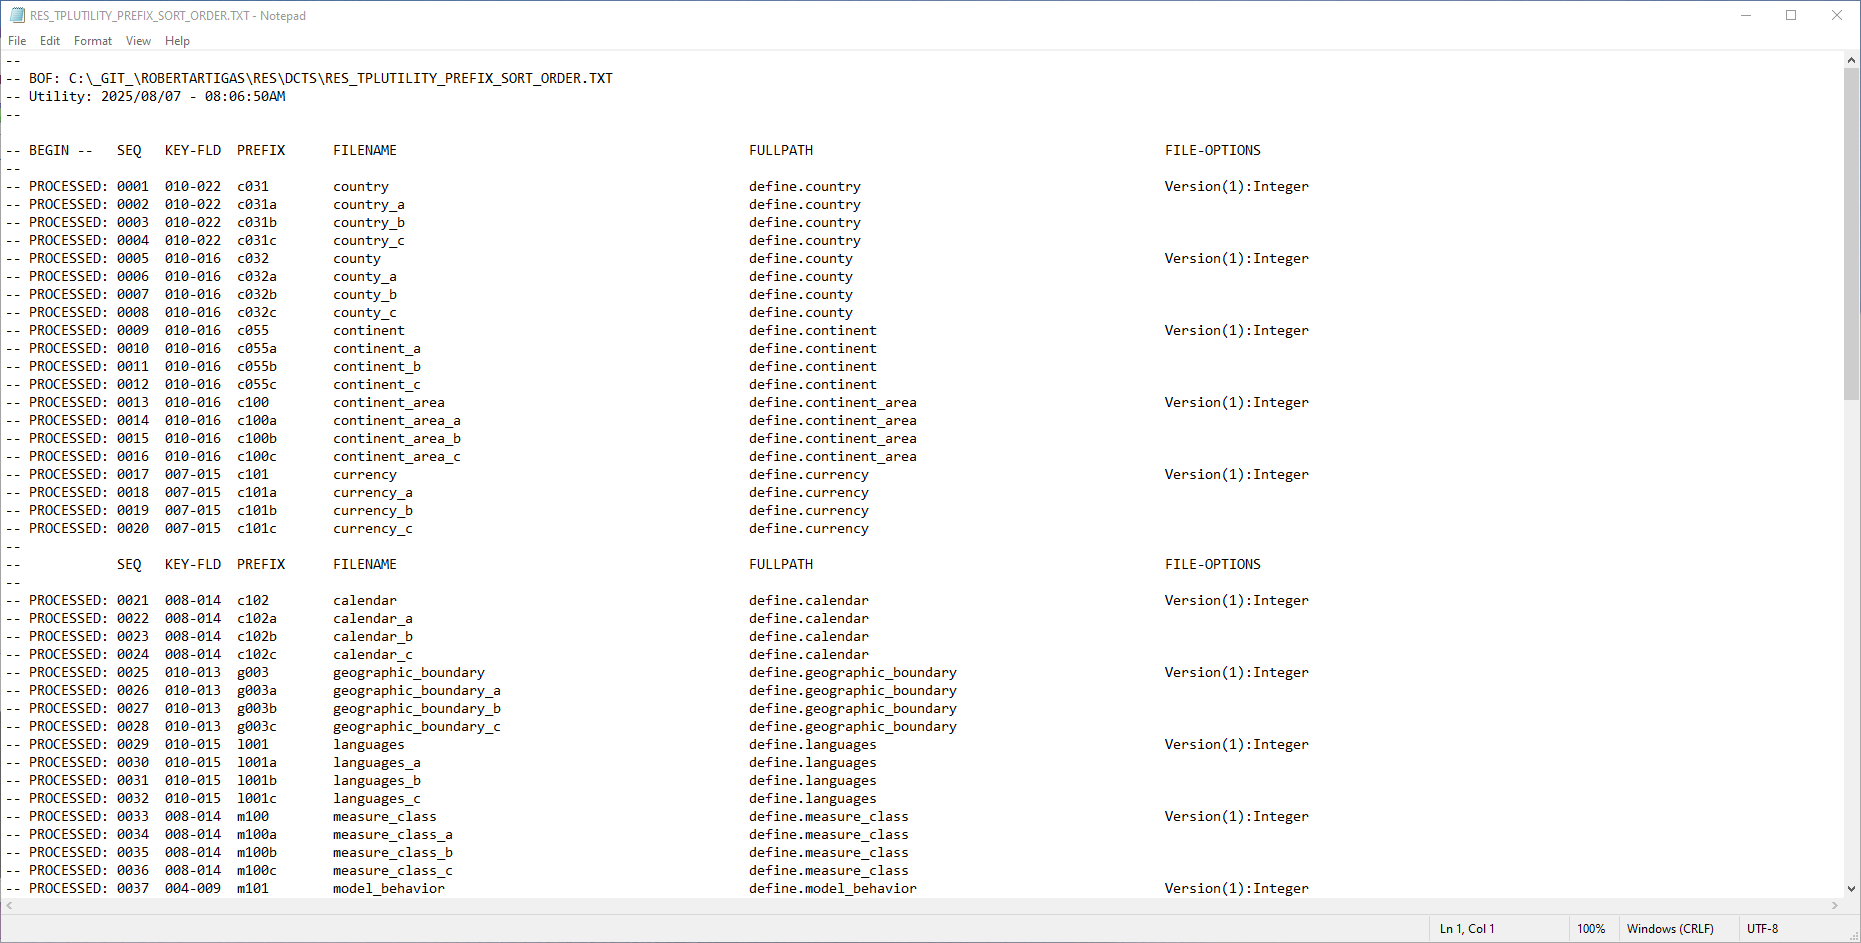 RES_TPLUTILITY_PREFIX_SORT_ORDER.TXT - Notepad
File Edit Format View Help
--
-- BOF: C:\_GIT_\ROBERTARTIGAS\RES\DCTS\RES_TPLUTILITY_PREFIX_SORT_ORDER.TXT
-- Utility: 2025/08/07 - 08:06:50AM
--
-- BEGIN -- SEQ KEY-FLD PREFIX FILENAME FULLPATH FILE-OPTIONS
--
-- PROCESSED: 0001 010-022 c031 country define.country Version(1):Integer
-- PROCESSED: 0002 010-022 c031a country_a define.country
-- PROCESSED: 0003 010-022 c031b country_b define.country
-- PROCESSED: 0004 010-022 c031c country_c define.country
-- PROCESSED: 0005 010-016 c032 county define.county Version(1):Integer
-- PROCESSED: 0006 010-016 c032a county_a define.county
-- PROCESSED: 0007 010-016 c032b county_b define.county
-- PROCESSED: 0008 010-016 c032c county_c define.county
-- PROCESSED: 0009 010-016 c055 continent define.continent Version(1):Integer
-- PROCESSED: 0010 010-016 c055a continent_a define.continent
-- PROCESSED: 0011 010-016 c055b continent_b define.continent
-- PROCESSED: 0012 010-016 c055c continent_c define.continent
-- PROCESSED: 0013 010-016 c100 continent_area define.continent_area Version(1):Integer
-- PROCESSED: 0014 010-016 c100a continent_area_a define.continent_area
-- PROCESSED: 0015 010-016 c100b continent_area_b define.continent_area
-- PROCESSED: 0016 010-016 c100c continent_area_c define.continent_area
-- PROCESSED: 0017 007-015 c101 currency define.currency Version(1):Integer
-- PROCESSED: 0018 007-015 c101a currency_a define.currency
-- PROCESSED: 0019 007-015 c101b currency_b define.currency
-- PROCESSED: 0020 007-015 c101c currency_c define.currency
--
-- SEQ KEY-FLD PREFIX FILENAME FULLPATH FILE-OPTIONS
--
-- PROCESSED: 0021 008-014 c102 calendar define.calendar Version(1):Integer
-- PROCESSED: 0022 008-014 c102a calendar_a define.calendar
-- PROCESSED: 0023 008-014 c102b calendar_b define.calendar
-- PROCESSED: 0024 008-014 c102c calendar_c define.calendar
-- PROCESSED: 0025 010-013 g003 geographic_boundary define.geographic_boundary Version(1):Integer
-- PROCESSED: 0026 010-013 g003a geographic_boundary_a define.geographic_boundary
-- PROCESSED: 0027 010-013 g003b geographic_boundary_b define.geographic_boundary
-- PROCESSED: 0028 010-013 g003c geographic_boundary_c define.geographic_boundary
-- PROCESSED: 0029 010-015 l001 languages define.languages Version(1):Integer
-- PROCESSED: 0030 010-015 l001a languages_a define.languages
-- PROCESSED: 0031 010-015 l001b languages_b define.languages
-- PROCESSED: 0032 010-015 l001c languages_c define.languages
-- PROCESSED: 0033 008-014 m100 measure_class define.measure_class Version(1):Integer
-- PROCESSED: 0034 008-014 m100a measure_class_a define.measure_class
-- PROCESSED: 0035 008-014 m100b measure_class_b define.measure_class
-- PROCESSED: 0036 008-014 m100c measure_class_c define.measure_class
-- PROCESSED: 0037 004-009 m101 model_behavior define.model_behavior Version(1):Integer
Ln 1, Col 1 100% Windows (CRLF) UTF-8